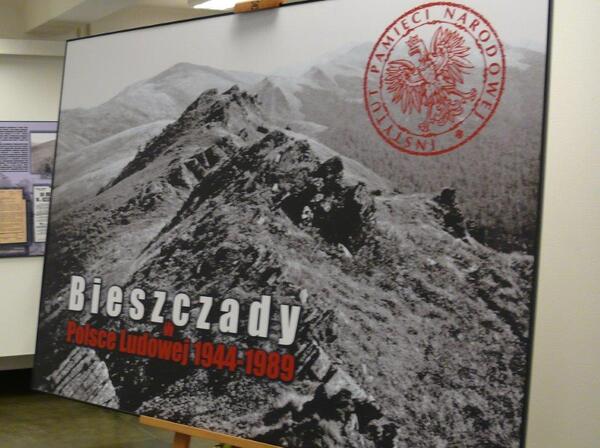 INSTYTUT PAMIĘCI NARODOWEJ
Bieszczady
w
Polsce Ludowej 1944-1989